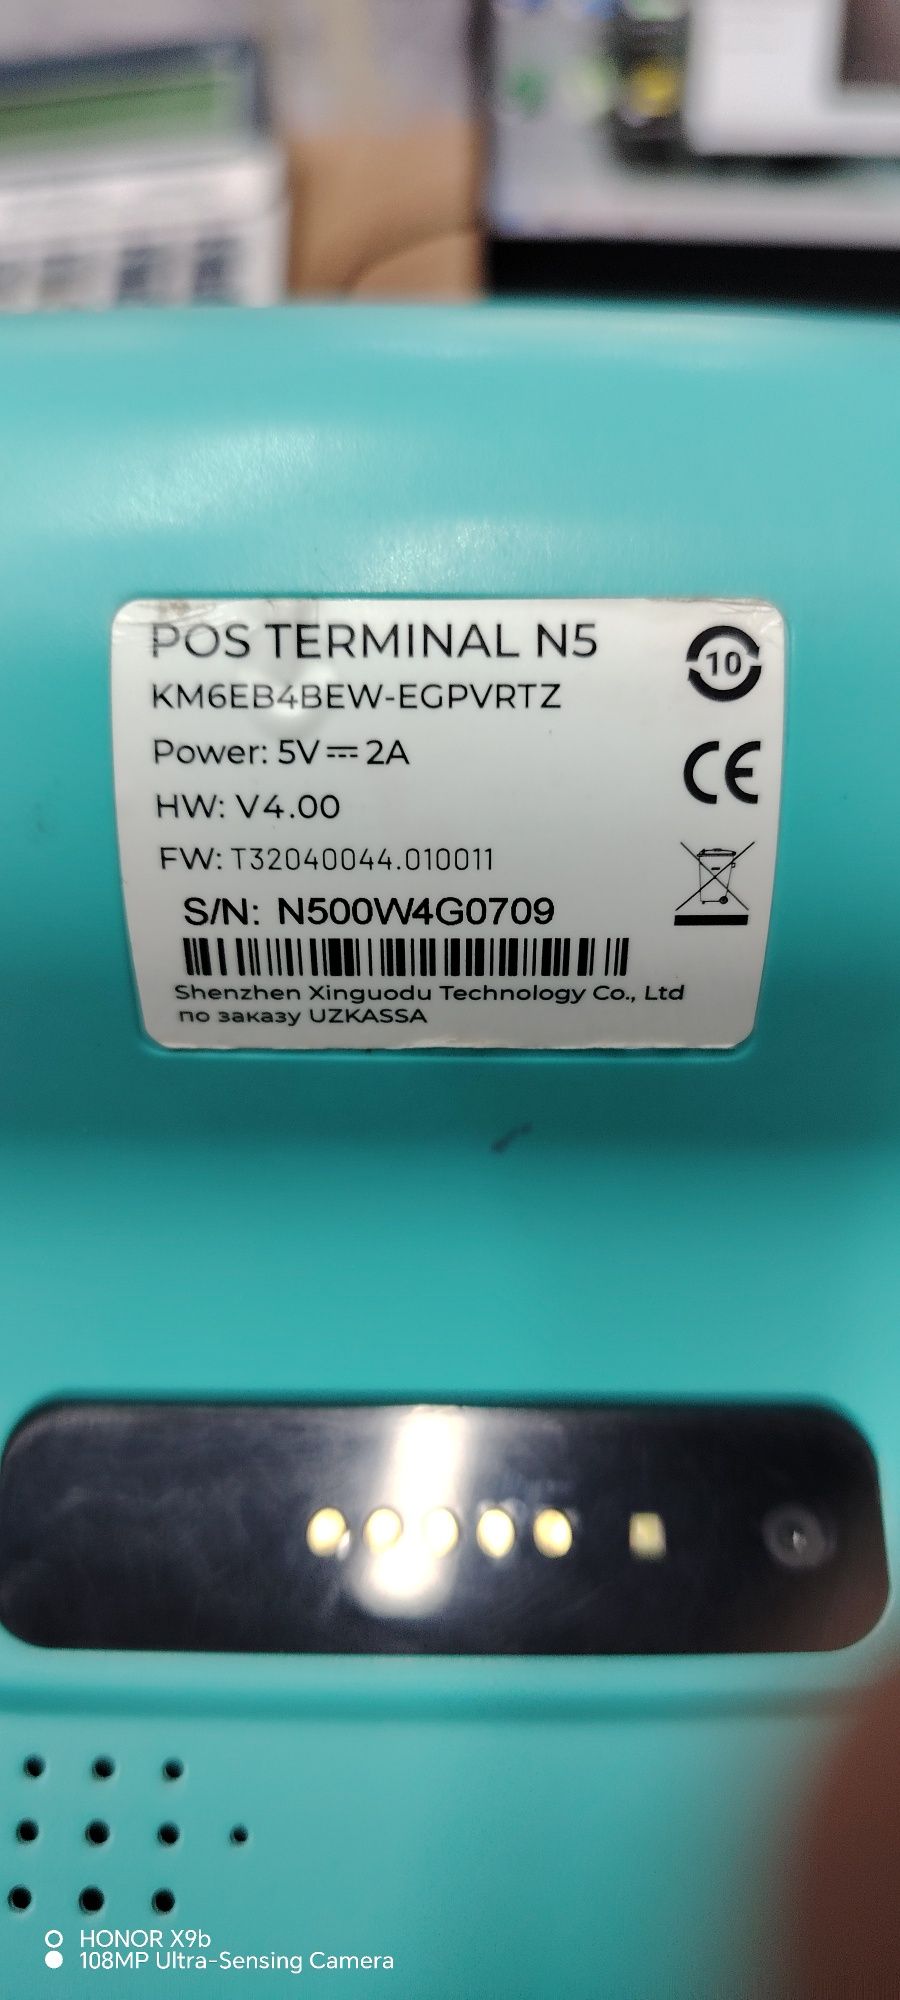 POS TERMINAL N5
KM6EB4BEW-EGPVRTZ
Power: 5V⎓2A
HW: V4.00
FW: T32040044.010011
S/N: N500W4G0709
Shenzhen Xinguodu Technology Co., Ltd
по заказу UZKASSA
10
CE
HONOR X9b
108MP Ultra-Sensing Camera